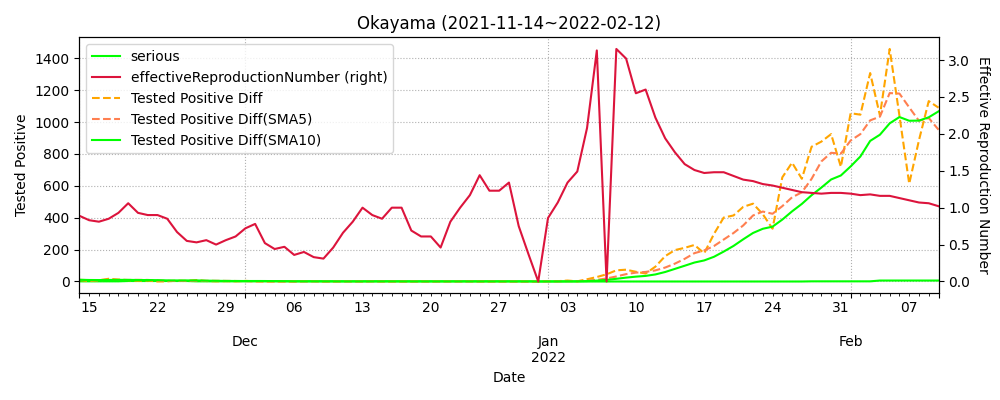 Okayama (2021-11-14~2022-02-12)
serious
effectiveReproductionNumber (right)
Tested Positive Diff
Tested Positive Diff(SMA5)
Tested Positive Diff(SMA10)
Tested Positive
1400
1200
1000
800
600
400
200
0
Effective Reproduction Number
3.0
2.5
2.0
1.5
1.0
0.5
0.0
15 22 29 06 13 20 27 03 10 17 24 31 07
Dec Jan Feb
2022
Date